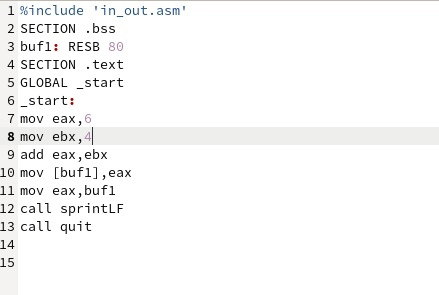 1 %include 'in_out.asm'
2 SECTION .bss
3 buf1: RESB 80
4 SECTION .text
5 GLOBAL _start
6 _start:
7 mov eax,6
8 mov ebx,4
9 add eax,ebx
10 mov [buf1],eax
11 mov eax,buf1
12 call sprintLF
13 call quit
14
15